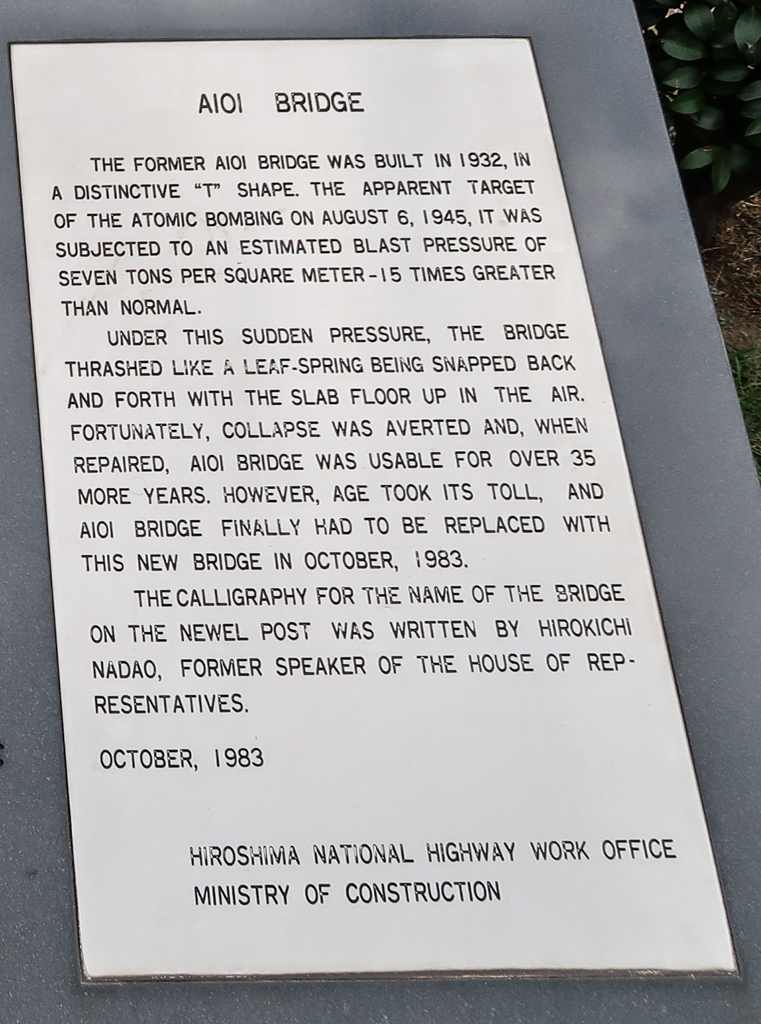 AIOI BRIDGE
THE FORMER AIOI BRIDGE WAS BUILT IN 1932, IN
A DISTINCTIVE “T” SHAPE. THE APPARENT TARGET
OF THE ATOMIC BOMBING ON AUGUST 6, 1945, IT WAS
SUBJECTED TO AN ESTIMATED BLAST PRESSURE OF
SEVEN TONS PER SQUARE METER-15 TIMES GREATER
THAN NORMAL.
UNDER THIS SUDDEN PRESSURE, THE BRIDGE
THRASHED LIKE A LEAF-SPRING BEING SNAPPED BACK
AND FORTH WITH THE SLAB FLOOR UP IN THE AIR.
FORTUNATELY, COLLAPSE WAS AVERTED AND, WHEN
REPAIRED, AIOI BRIDGE WAS USABLE FOR OVER 35
MORE YEARS. HOWEVER, AGE TOOK ITS TOLL, AND
AIOI BRIDGE FINALLY HAD TO BE REPLACED WITH
THIS NEW BRIDGE IN OCTOBER, 1983.
THE CALLIGRAPHY FOR THE NAME OF THE BRIDGE
ON THE NEWEL POST WAS WRITTEN BY HIROKICHI
NADAO, FORMER SPEAKER OF THE HOUSE OF REP-
RESENTATIVES.
OCTOBER, 1983
HIROSHIMA NATIONAL HIGHWAY WORK OFFICE
MINISTRY OF CONSTRUCTION